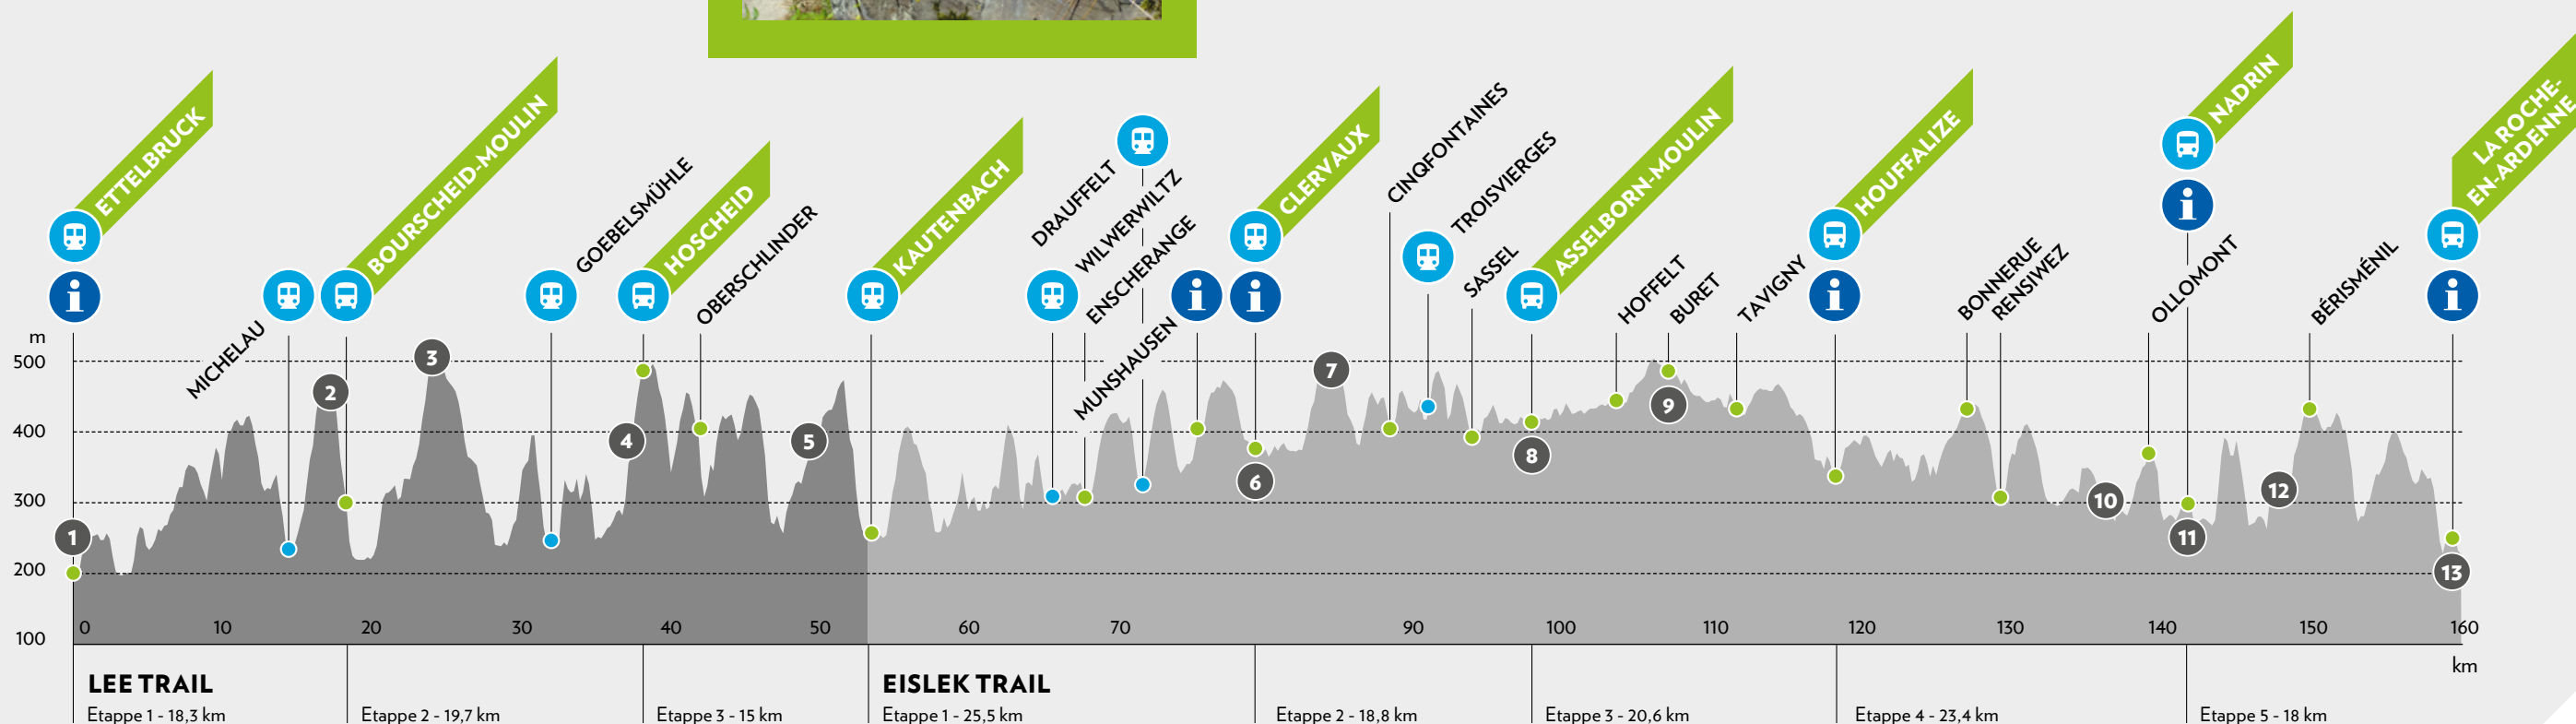 ETTELBRUCK
BOURSCHEID-MOULIN
GOEBELSMÜHLE
HOSCHEID
OBERSCHLINDER
KAUTENBACH
DRAUFFELT
WILWERWILTZ
ENSCHERANGE
MUNSHAUSEN
CLERVAUX
CINQFONTAINES
TROISVIERGES
SASSEL
ASSELBORN-MOULIN
HOFFELT
BURET
TAVIGNY
HOUFFALIZE
BONNERUE
RENSIWEZ
OLLOMONT
NADRIN
BÉRISMÉNIL
LA ROCHE-
EN-ARDENNE
MICHELAU
i
i
i
i
i
i
m
500
400
300
200
100
1
2
3
4
5
6
7
8
9
10
11
12
13
0 10 20 30 40 50 60 70 90 100 110 120 130 140 150 160
km
LEE TRAIL
Etappe 1 - 18,3 km
Etappe 2 - 19,7 km
Etappe 3 - 15 km
EISLEK TRAIL
Etappe 1 - 25,5 km
Etappe 2 - 18,8 km
Etappe 3 - 20,6 km
Etappe 4 - 23,4 km
Etappe 5 - 18 km